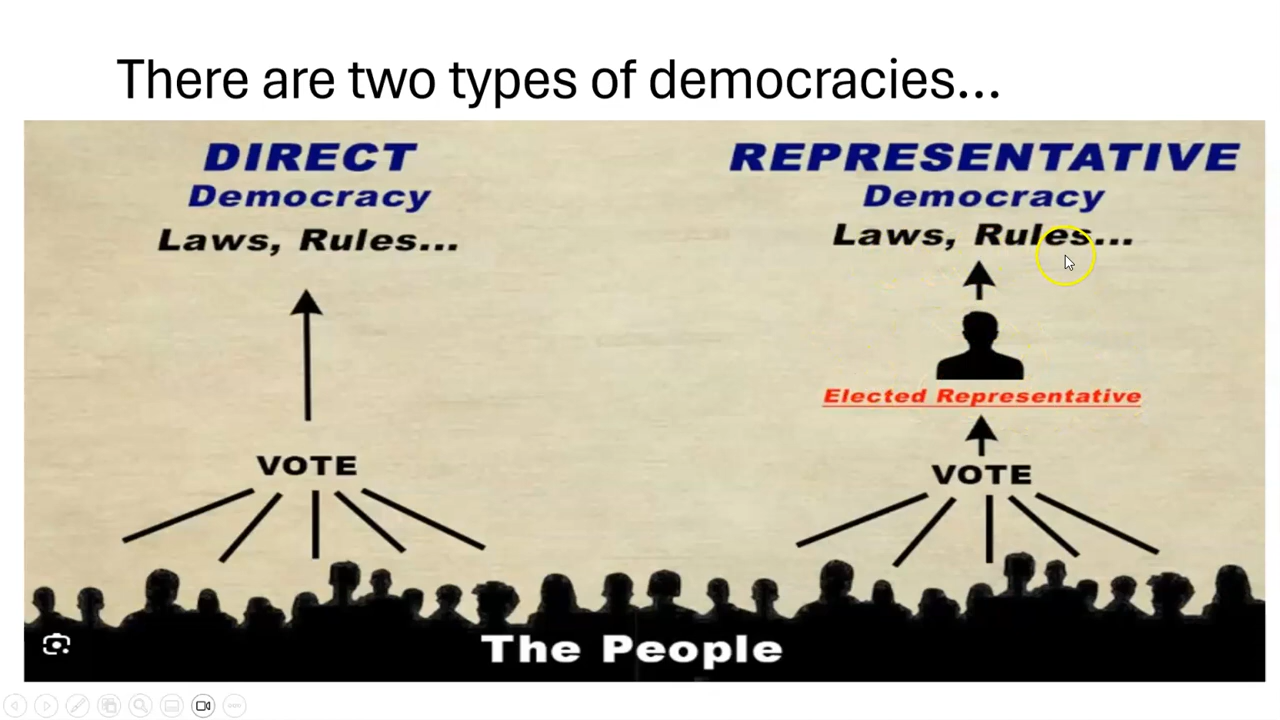 There are two types of democracies...
DIRECT
Democracy
Laws, Rules...
VOTE
REPRESENTATIVE
Democracy
Laws, Rules...
Elected Representative
VOTE
The People